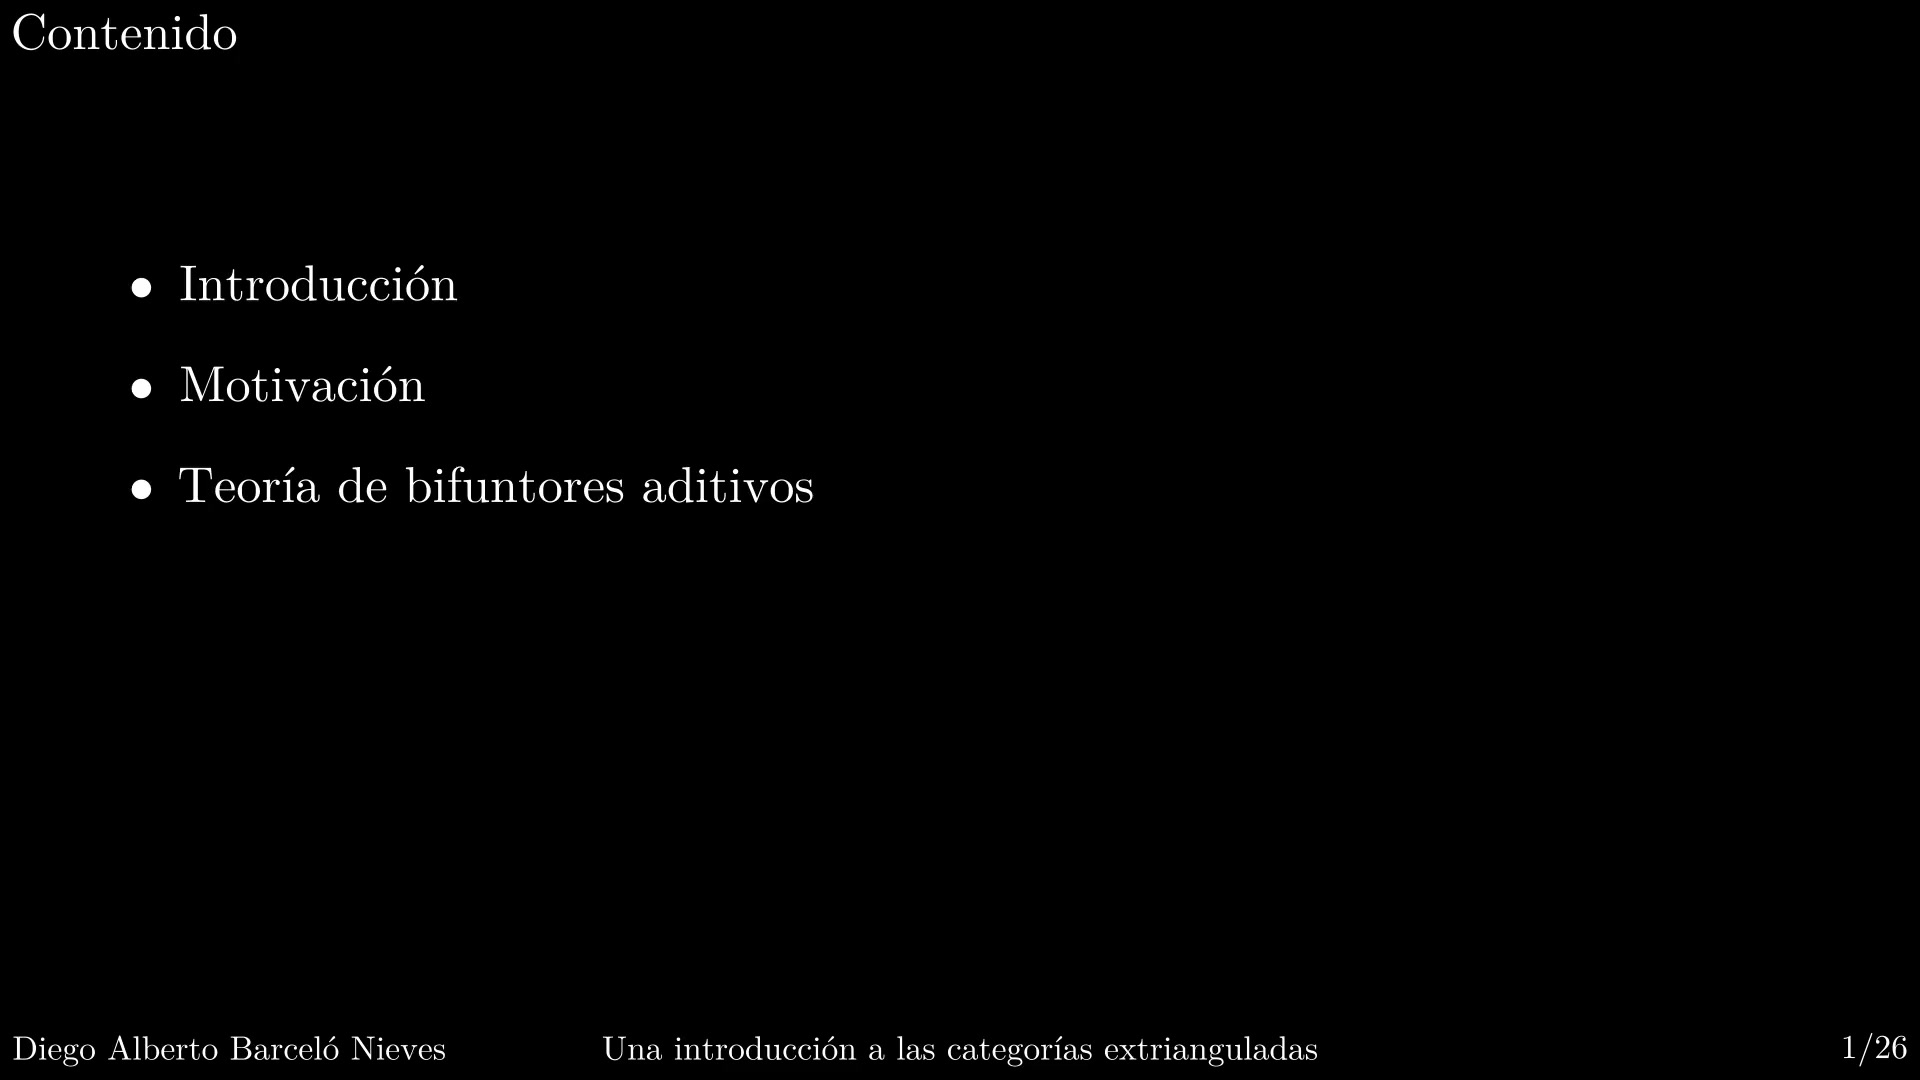 Contenido
• Introducción
• Motivación
• Teoría de bifuntores aditivos
Diego Alberto Barceló Nieves
Una introducción a las categorías extrianguladas
1/26